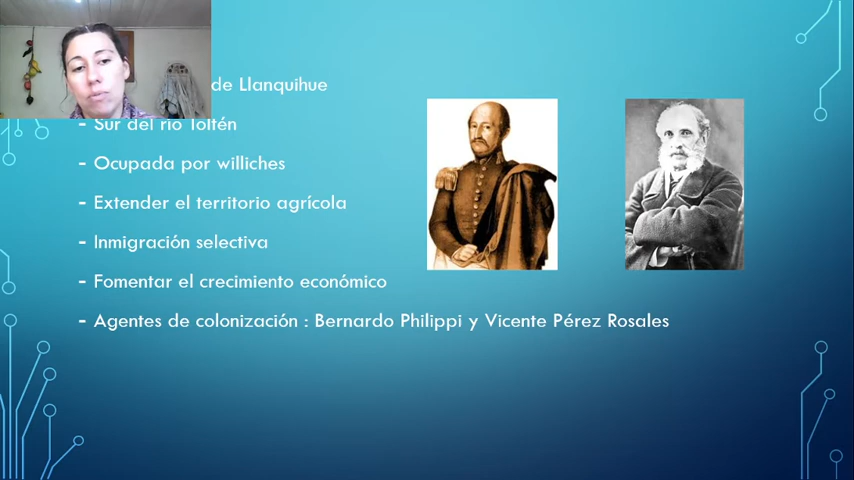 de Llanquihue
- Sur del río Toltén
- Ocupada por williches
- Extender el territorio agrícola
- Inmigración selectiva
- Fomentar el crecimiento económico
- Agentes de colonización : Bernardo Philippi y Vicente Pérez Rosales